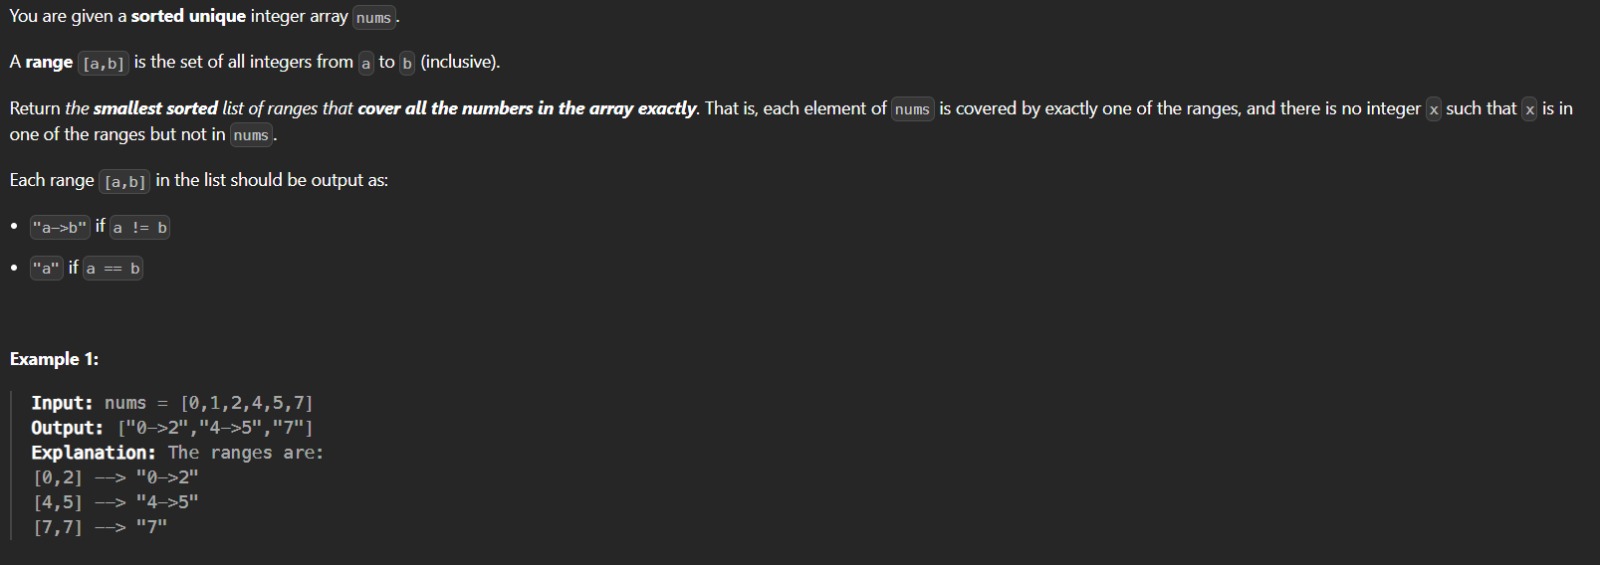 You are given a sorted unique integer array nums.
A range [a,b] is the set of all integers from a to b (inclusive).
Return the smallest sorted list of ranges that cover all the numbers in the array exactly. That is, each element of nums is covered by exactly one of the ranges, and there is no integer x such that x is in
one of the ranges but not in nums.
Each range [a,b] in the list should be output as:
• "a->b" if a != b
• "a" if a == b
Example 1:
Input: nums = [0,1,2,4,5,7]
Output: ["0->2","4->5","7"]
Explanation: The ranges are:
[0,2] --> "0->2"
[4,5] --> "4->5"
[7,7] --> "7"